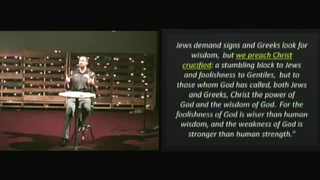 Jews demand signs and Greeks look for
wisdom, but we preach Christ
crucified: a stumbling block to Jews
and foolishness to Gentiles, but to
those whom God has called, both Jews
and Greeks, Christ the power of
God and the wisdom of God. For the
foolishness of God is wiser than human
wisdom, and the weakness of God is
stronger than human strength."